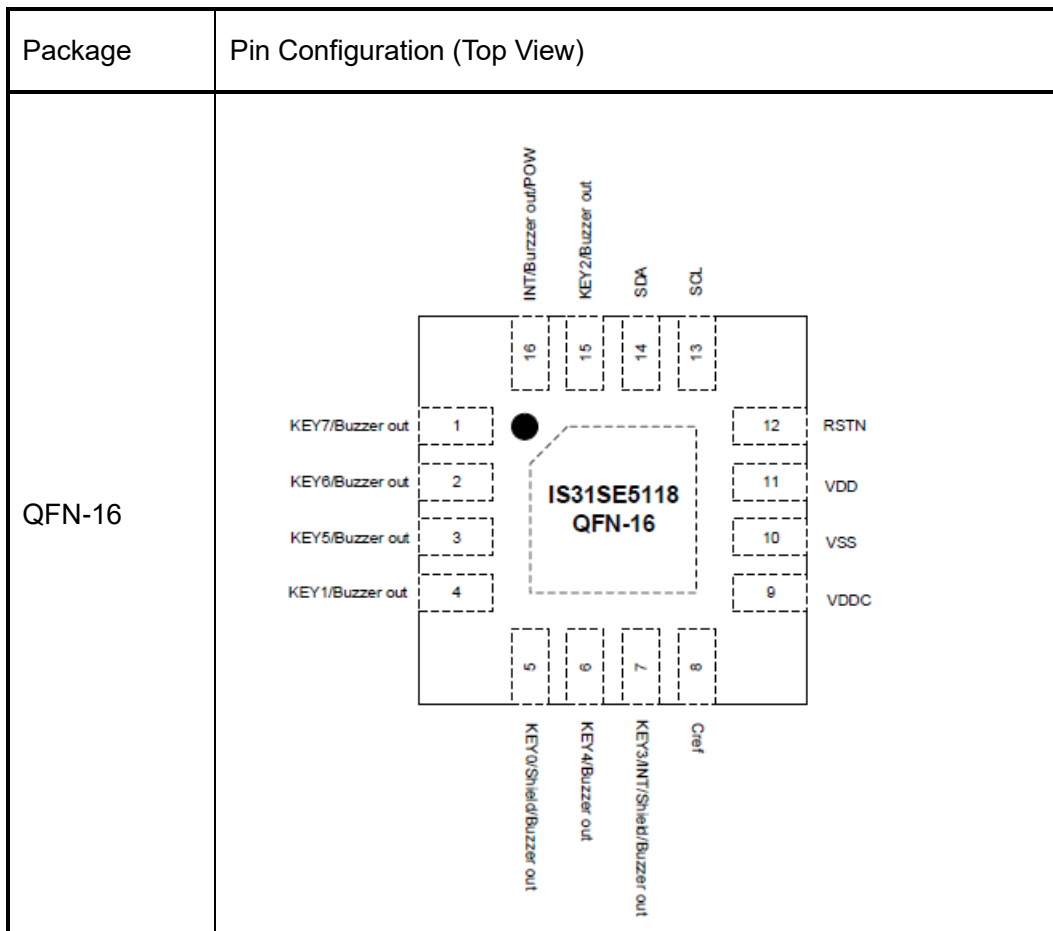 Package
Pin Configuration (Top View)
QFN-16
INT/Burzzer out/POW
KEY2/Buzzer out
SDA
SCL
16
15
14
13
KEY7/Buzzer out
1
12
RSTN
KEY6/Buzzer out
2
11
VDD
KEY5/Buzzer out
3
10
VSS
KEY1/Buzzer out
4
9
VDDC
IS31SE5118
QFN-16
5
6
7
8
KEY0/Shield/Buzzer out
KEY4/Buzzer out
KEY3/INT/Shield/Buzzer out
Cref